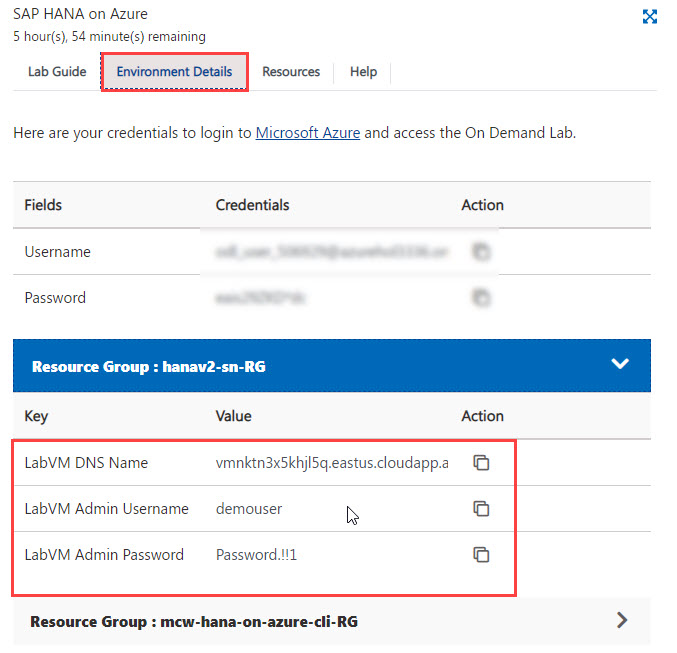 SAP HANA on Azure
5 hour(s), 54 minute(s) remaining
Lab Guide Environment Details Resources Help
Here are your credentials to login to Microsoft Azure and access the On Demand Lab.
Fields Credentials Action
Username
Password
Resource Group : hanav2-sn-RG
Key Value Action
LabVM DNS Name vmnktn3x5khjl5q.eastus.cloudapp.a
LabVM Admin Username demouser
LabVM Admin Password Password.!!1
Resource Group : mcw-hana-on-azure-cli-RG